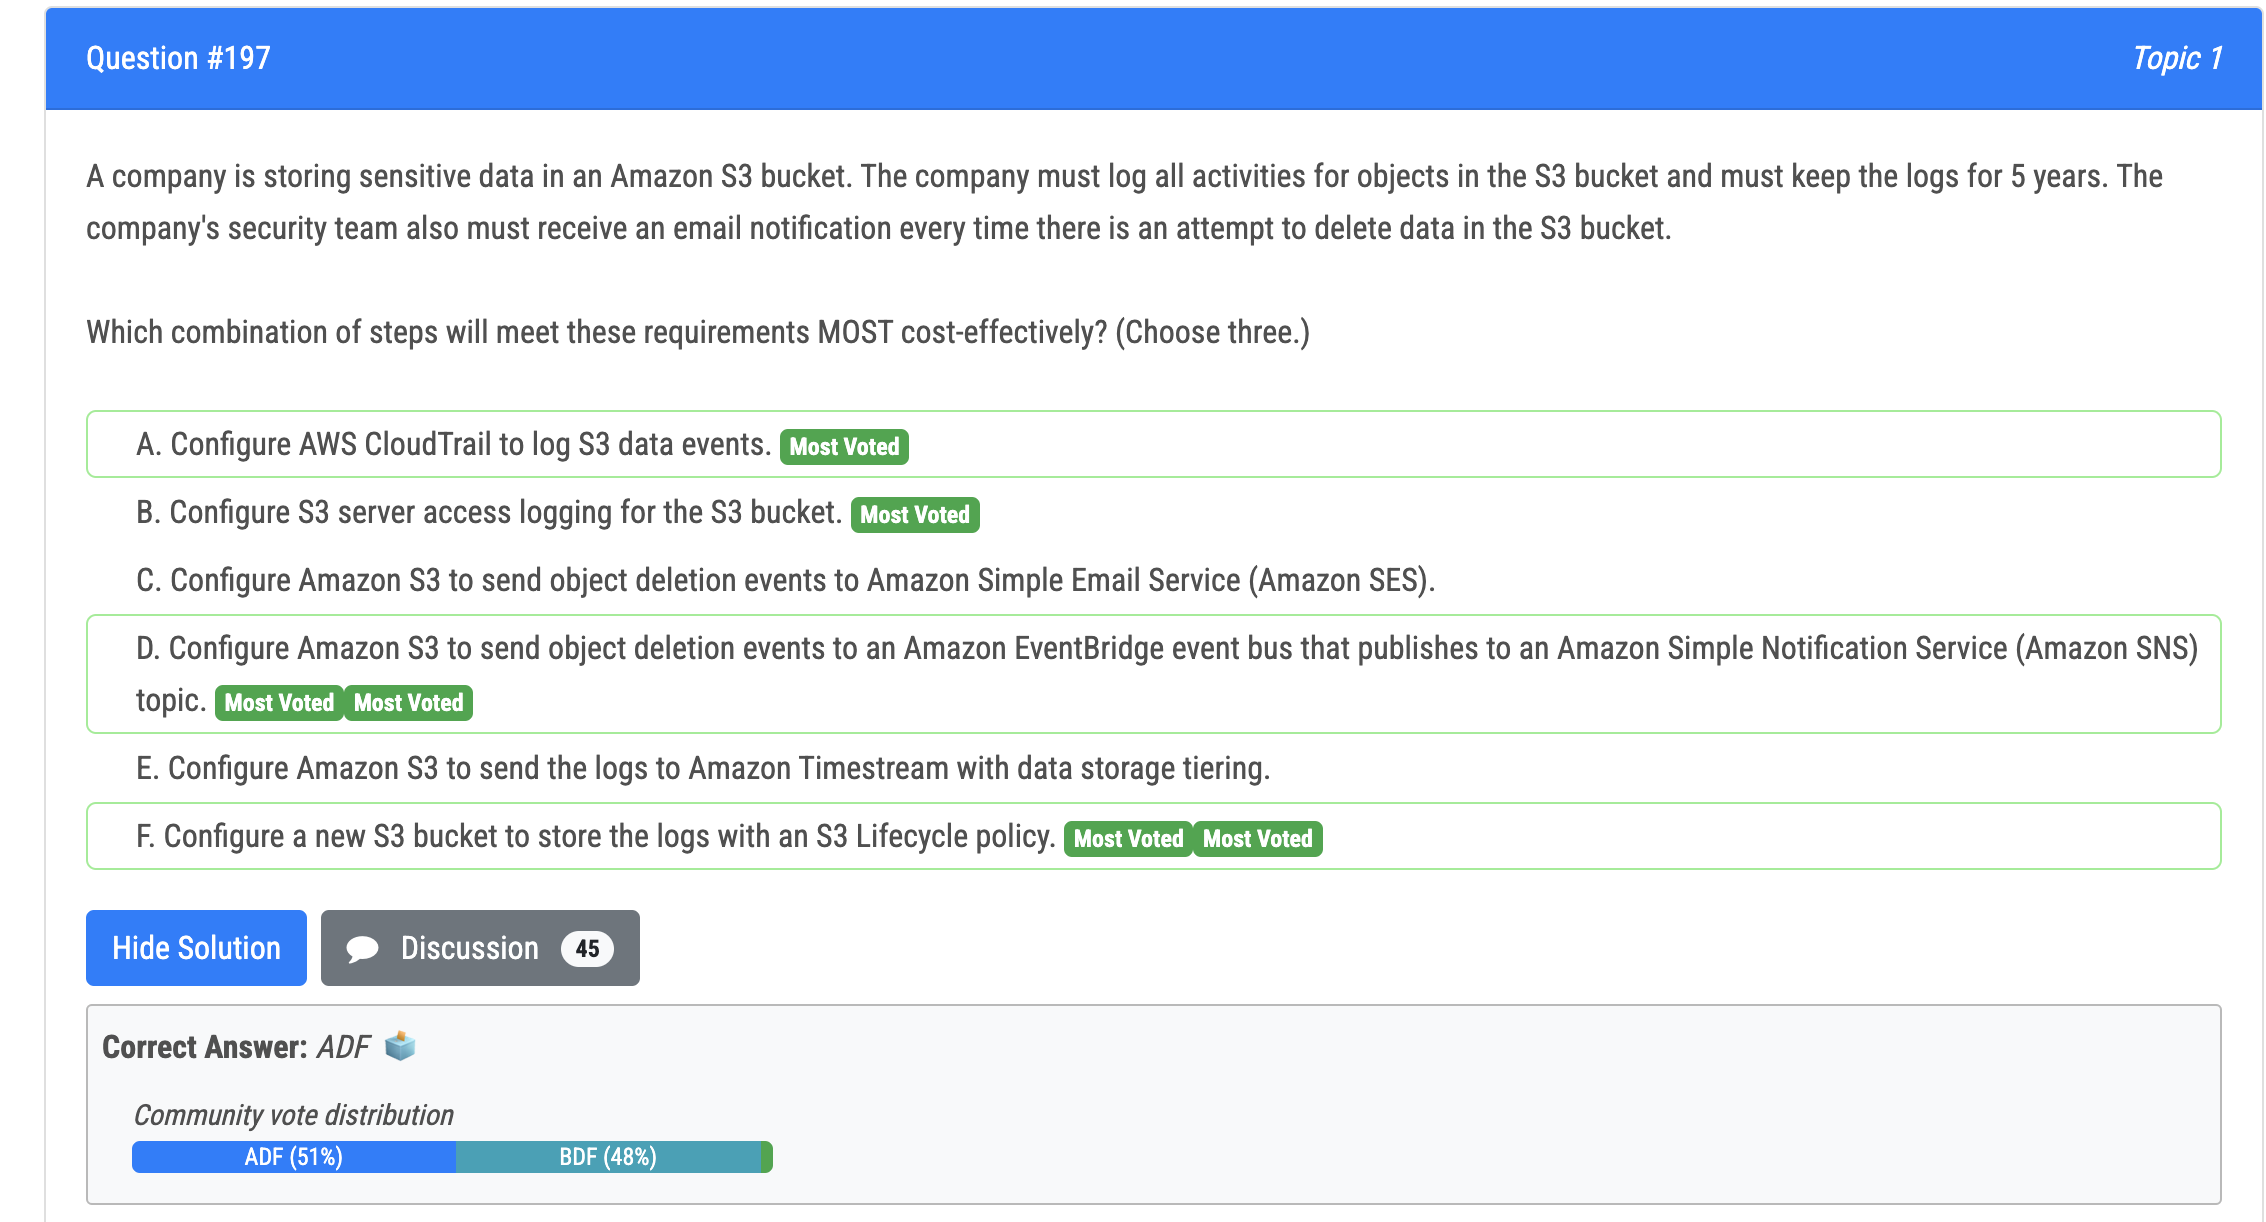 Question #197
Topic 1
A company is storing sensitive data in an Amazon S3 bucket. The company must log all activities for objects in the S3 bucket and must keep the logs for 5 years. The
company's security team also must receive an email notification every time there is an attempt to delete data in the S3 bucket.
Which combination of steps will meet these requirements MOST cost-effectively? (Choose three.)
A. Configure AWS CloudTrail to log S3 data events. Most Voted
B. Configure S3 server access logging for the S3 bucket. Most Voted
C. Configure Amazon S3 to send object deletion events to Amazon Simple Email Service (Amazon SES).
D. Configure Amazon S3 to send object deletion events to an Amazon EventBridge event bus that publishes to an Amazon Simple Notification Service (Amazon SNS)
topic. Most Voted Most Voted
E. Configure Amazon S3 to send the logs to Amazon Timestream with data storage tiering.
F. Configure a new S3 bucket to store the logs with an S3 Lifecycle policy. Most Voted Most Voted
Hide Solution
Discussion 45
Correct Answer: ADF
Community vote distribution
ADF (51%)
BDF (48%)